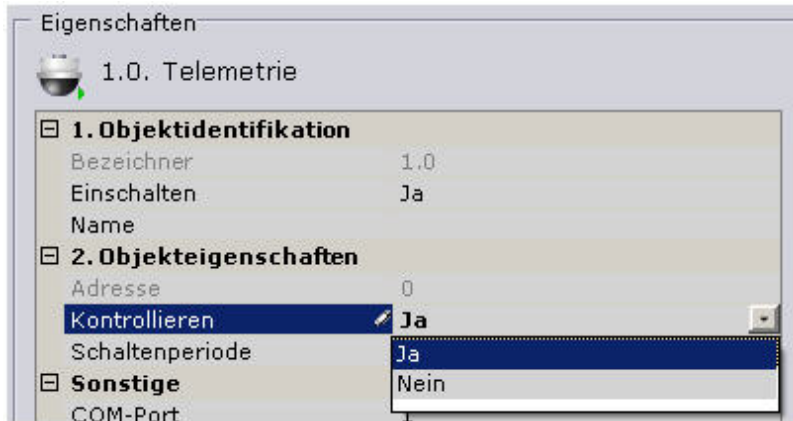 Eigenschaften
1.0. Telemetrie
1. Objektidentifikation
Bezeichner 1.0
Einschalten Ja
Name
2. Objekteigenschaften
Adresse 0
Kontrollieren Ja
Schaltenperiode Ja
Sonstige Nein
COM-Port